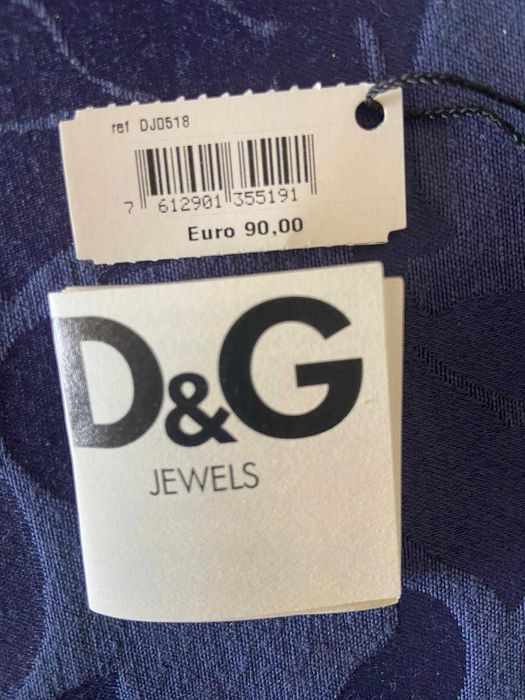 ref DJ0518
7 612901 355191
Euro 90,00
D&G
JEWELS